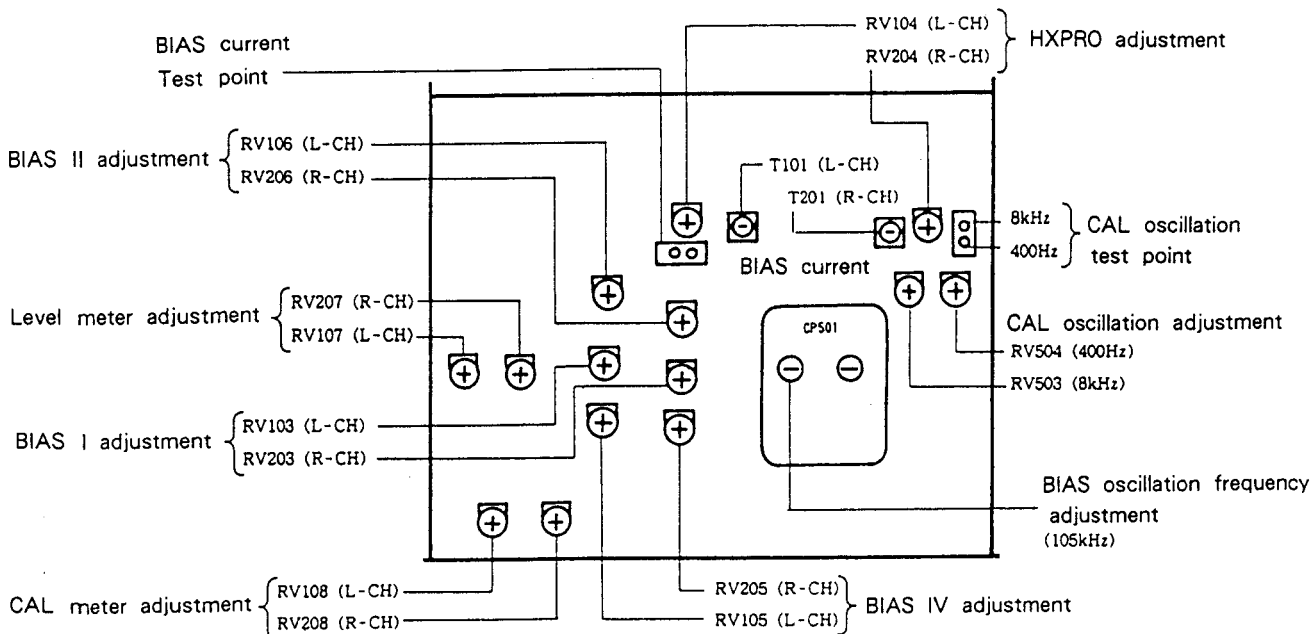 BIAS current
Test point
RV104 (L-CH)
RV204 (R-CH)
HXPRO adjustment
BIAS II adjustment
RV106 (L-CH)
RV206 (R-CH)
T101 (L-CH)
T201 (R-CH)
8kHz
400Hz
CAL oscillation
test point
BIAS current
Level meter adjustment
RV207 (R-CH)
RV107 (L-CH)
CP501
CAL oscillation adjustment
RV504 (400Hz)
RV503 (8kHz)
BIAS I adjustment
RV103 (L-CH)
RV203 (R-CH)
BIAS oscillation frequency
adjustment
(105kHz)
CAL meter adjustment
RV108 (L-CH)
RV208 (R-CH)
RV205 (R-CH)
RV105 (L-CH)
BIAS IV adjustment